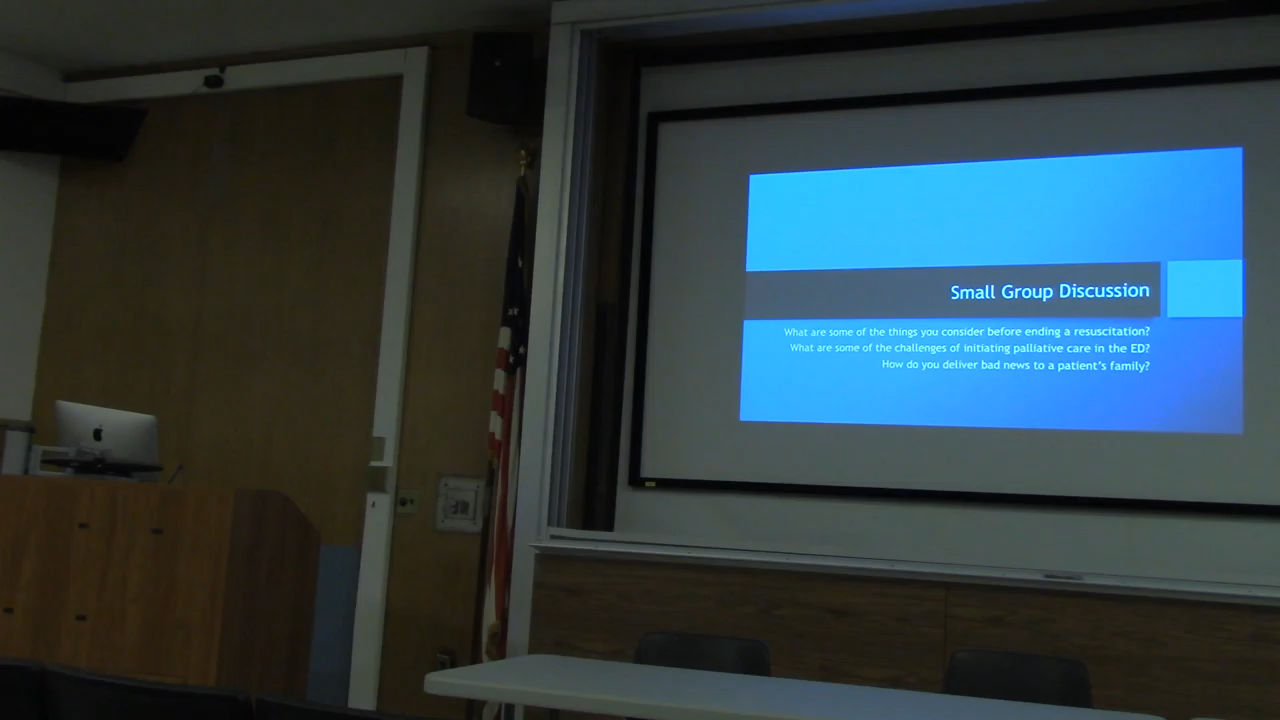 Small Group Discussion
What are some of the things you consider before ending a resuscitation?
What are some of the challenges of initiating palliative care in the ED?
How do you deliver bad news to a patient's family?